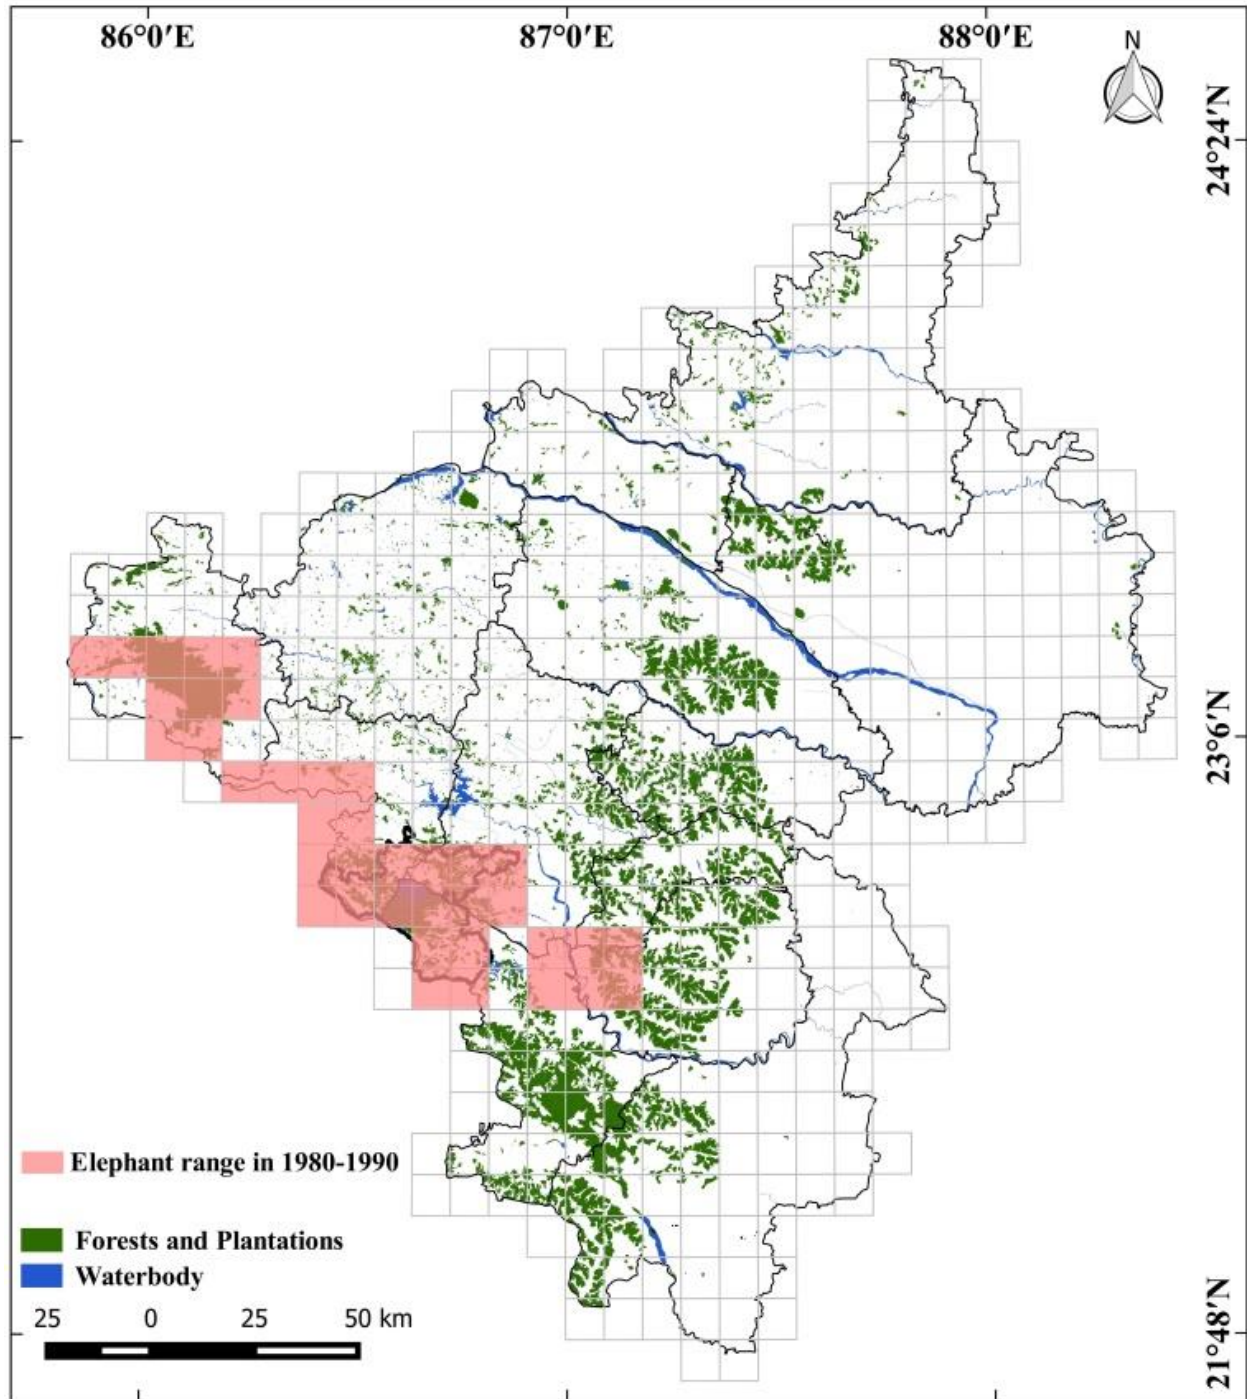 86°0′E 87°0′E 88°0′E
N
24°24′N
23°6′N
Elephant range in 1980-1990
Forests and Plantations
Waterbody
25 0 25 50 km
21°48′N